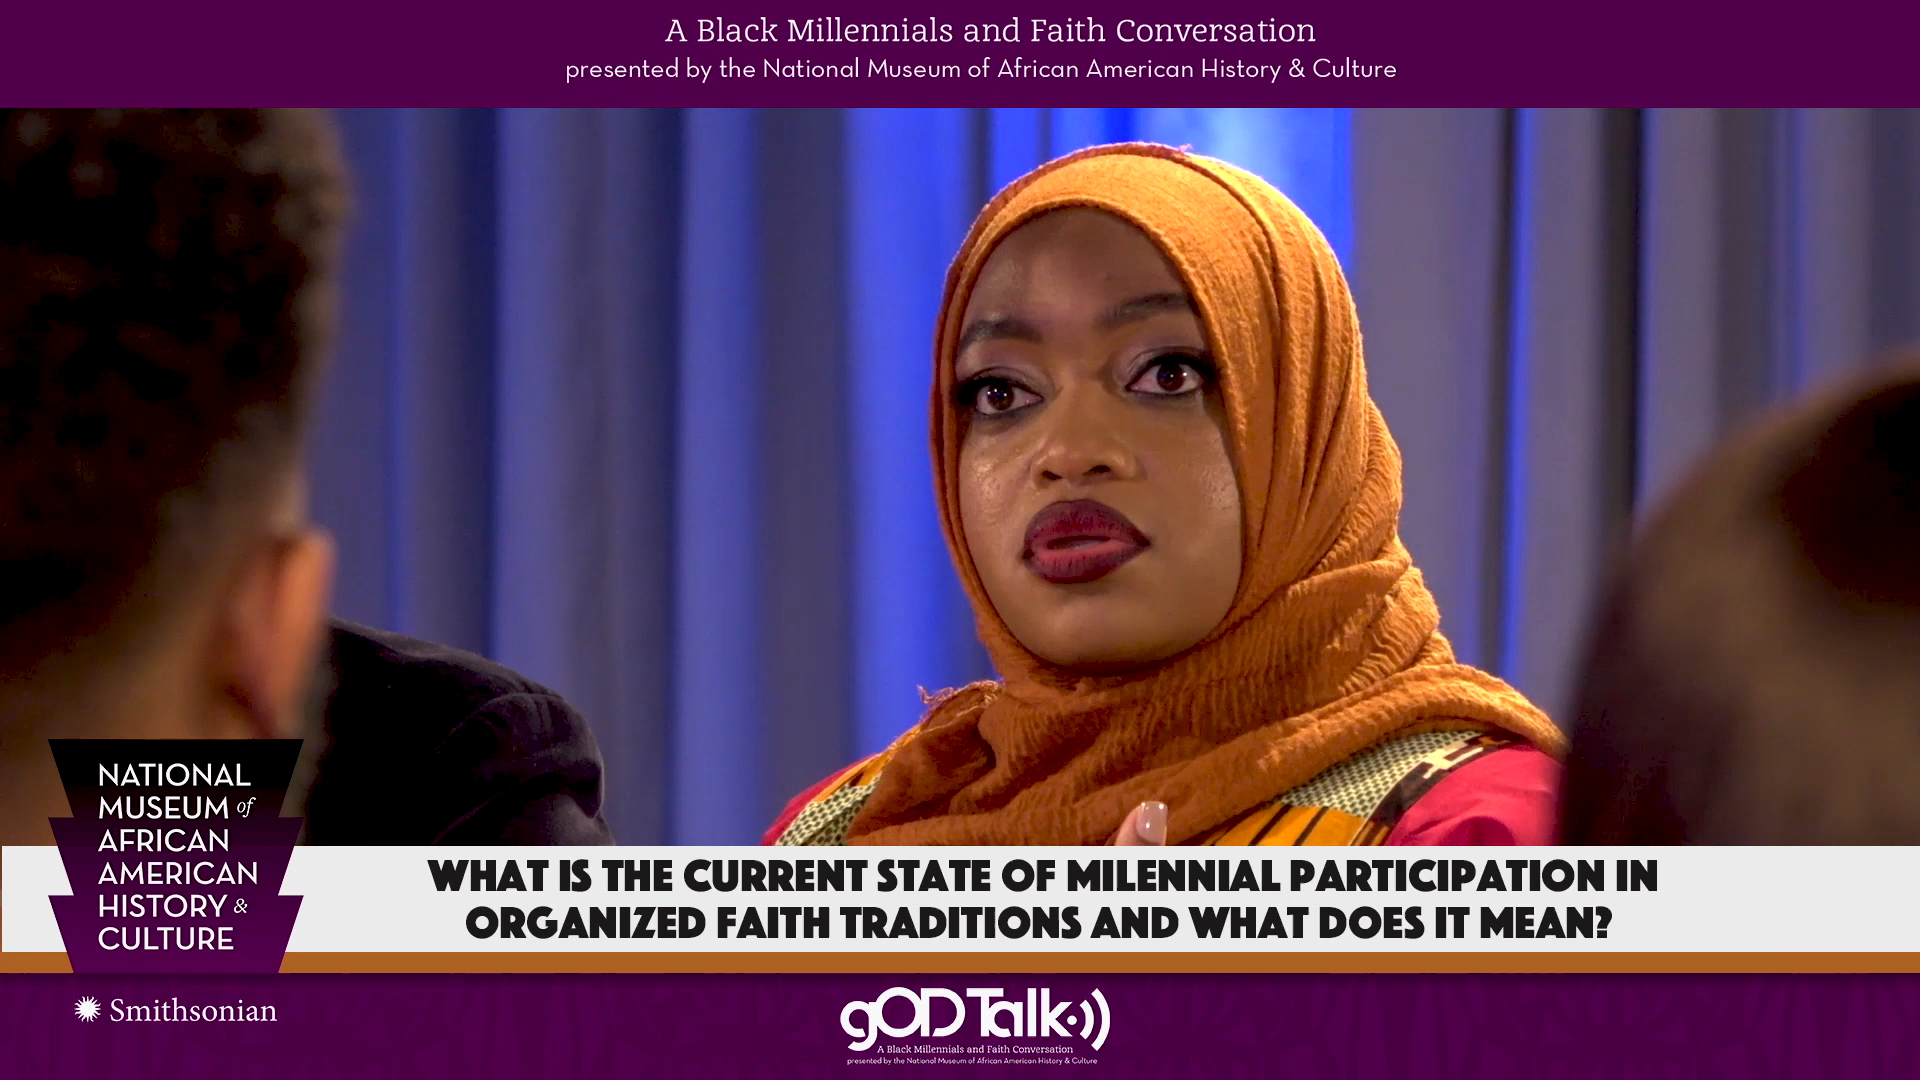 A Black Millennials and Faith Conversation
presented by the National Museum of African American History & Culture
NATIONAL
MUSEUM of
AFRICAN
AMERICAN
HISTORY &
CULTURE
WHAT IS THE CURRENT STATE OF MILENNIAL PARTICIPATION IN
ORGANIZED FAITH TRADITIONS AND WHAT DOES IT MEAN?
Smithsonian
gODTalk
A Black Millennials and Faith Conversation
presented by the National Museum of African American History & Culture